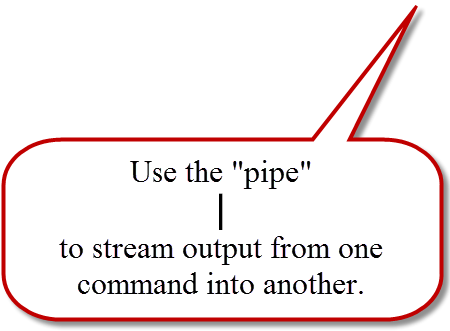 Use the "pipe"
|
to stream output from one
command into another.